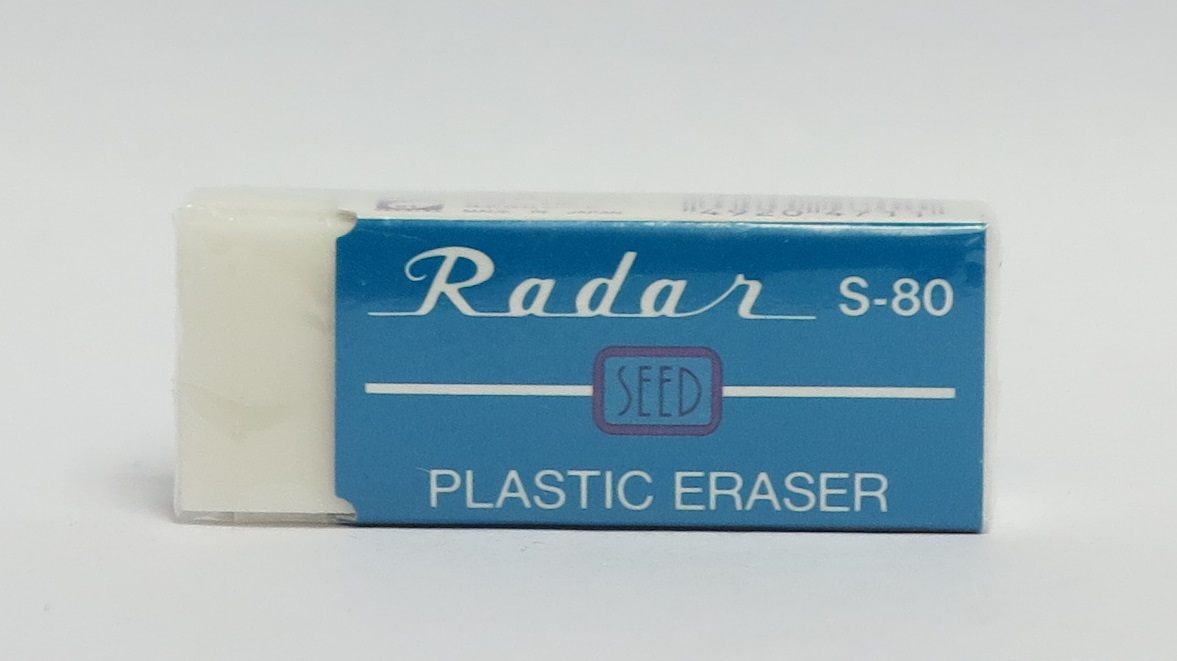 Radar S-80
SEED
PLASTIC ERASER